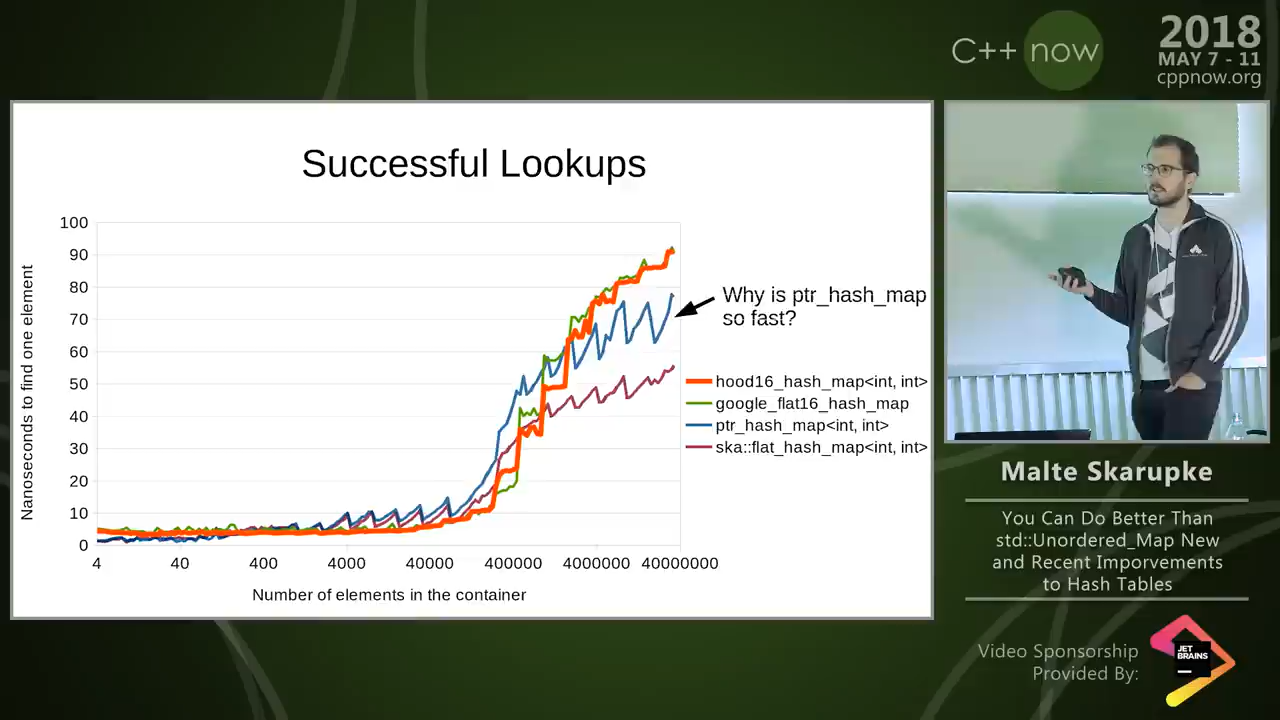 C++ now
2018
MAY 7 - 11
cppnow.org
Successful Lookups
Nanoseconds to find one element
100
90
80
70
60
50
40
30
20
10
0
4 40 400 4000 40000 400000 4000000 40000000
Number of elements in the container
Why is ptr_hash_map
so fast?
hood16_hash_map<int, int>
google_flat16_hash_map
ptr_hash_map<int, int>
ska::flat_hash_map<int, int>
Malte Skarupke
You Can Do Better Than
std::Unordered_Map New
and Recent Imporvements
to Hash Tables
Video Sponsorship
Provided By:
JET
BRAINS